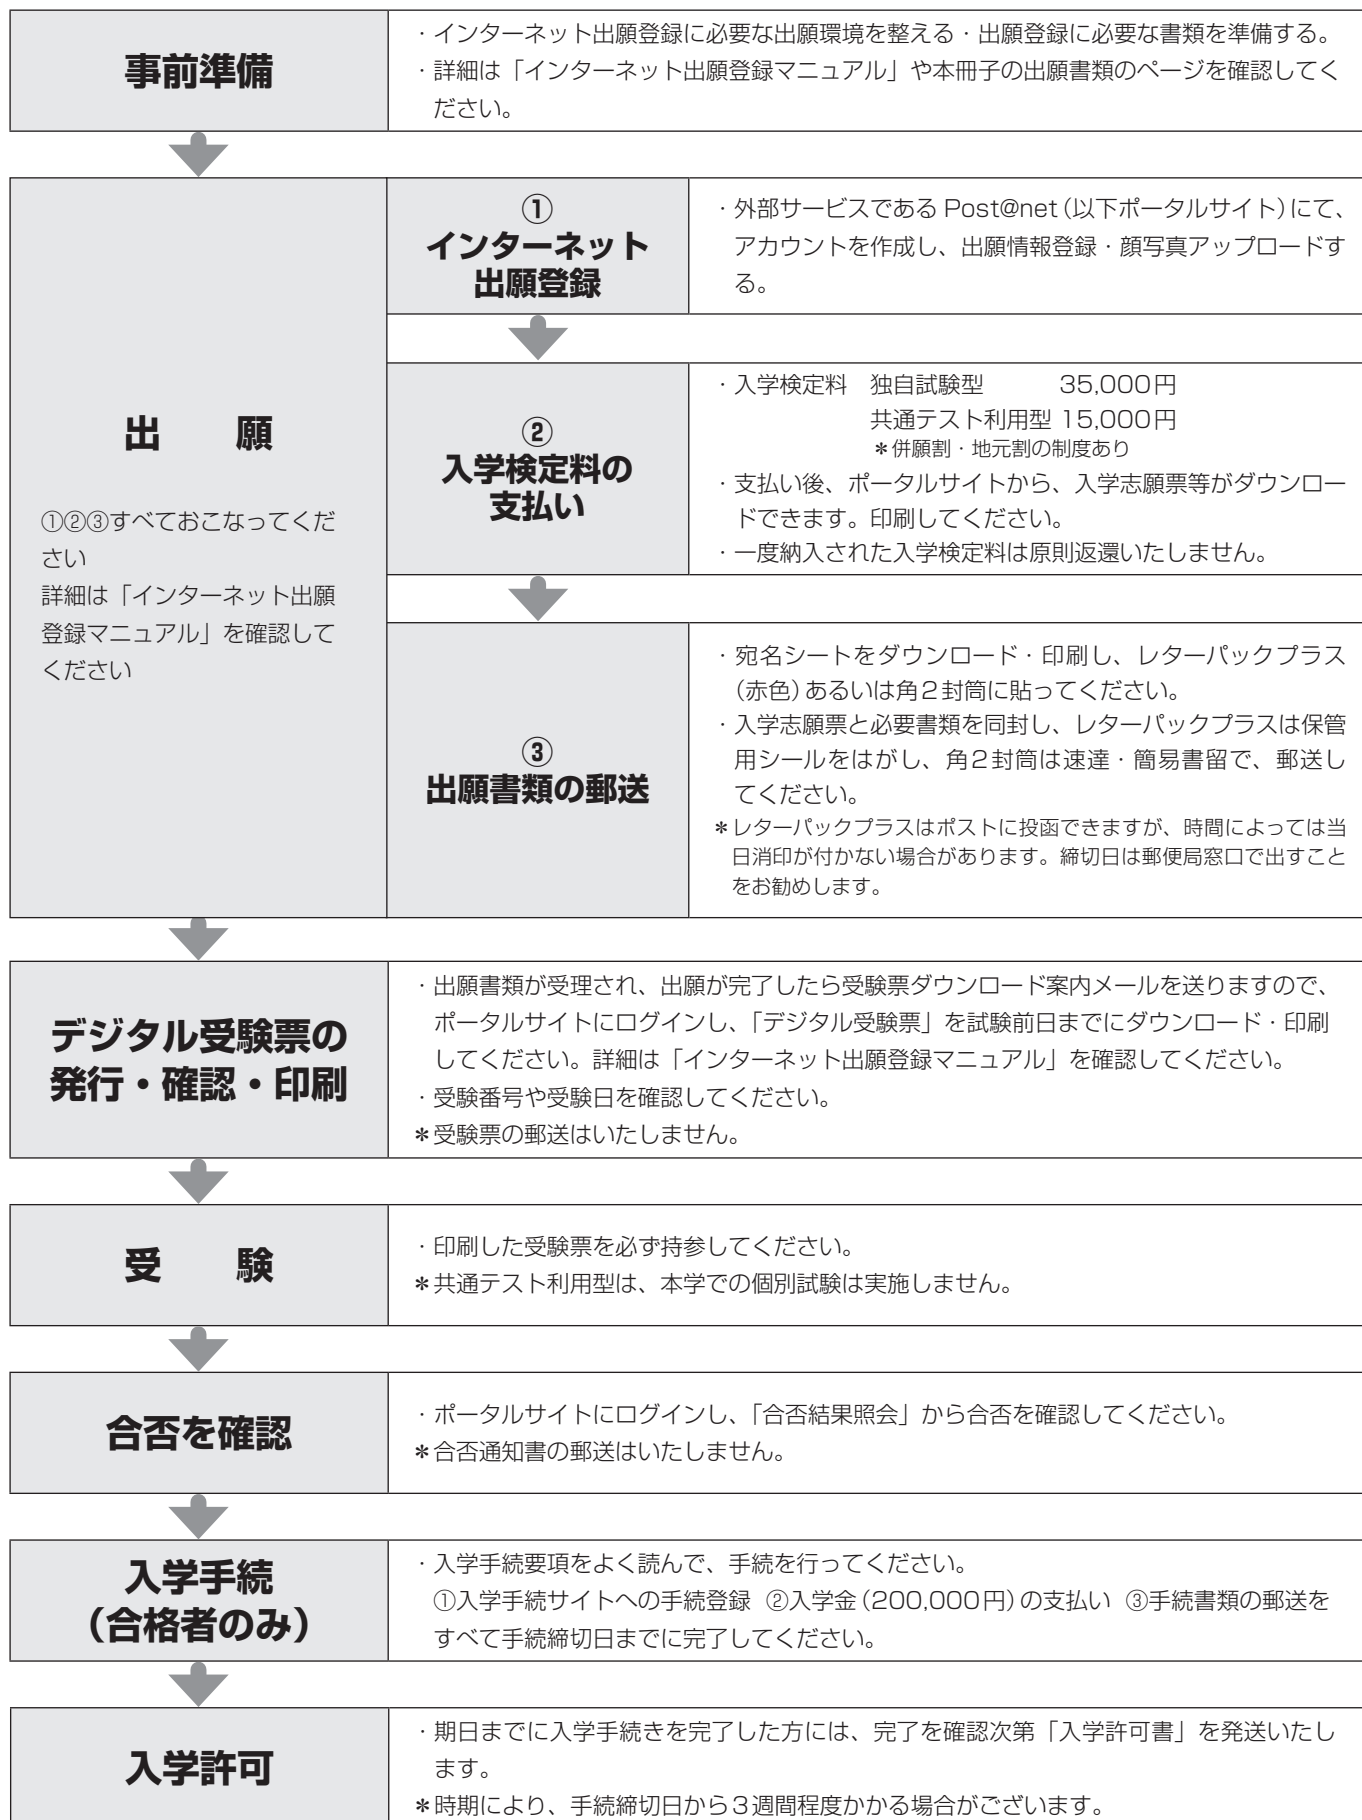 事前準備
・インターネット出願登録に必要な出願環境を整える・出願登録に必要な書類を準備する。
・詳細は「インターネット出願登録マニュアル」や本冊子の出願書類のページを確認してく
ださい。
出　願
①②③すべておこなってくだ
さい
詳細は「インターネット出願
登録マニュアル」を確認して
ください
①
インターネット
出願登録
・外部サービスである Post@net（以下ポータルサイト）にて、
アカウントを作成し、出願情報登録・顔写真アップロードす
る。
②
入学検定料の
支払い
・入学検定料　独自試験型　35,000円
共通テスト利用型 15,000円
＊併願割・地元割の制度あり
・支払い後、ポータルサイトから、入学志願票等がダウンロー
ドできます。印刷してください。
・一度納入された入学検定料は原則返還いたしません。
③
出願書類の郵送
・宛名シートをダウンロード・印刷し、レターパックプラス
（赤色）あるいは角2封筒に貼ってください。
・入学志願票と必要書類を同封し、レターパックプラスは保管
用シールをはがし、角2封筒は速達・簡易書留で、郵送し
てください。
＊レターパックプラスはポストに投函できますが、時間によっては当
日消印が付かない場合があります。締切日は郵便局窓口で出すこと
をお勧めします。
デジタル受験票の
発行・確認・印刷
・出願書類が受理され、出願が完了したら受験票ダウンロード案内メールを送りますので、
ポータルサイトにログインし、「デジタル受験票」を試験前日までにダウンロード・印刷
してください。詳細は「インターネット出願登録マニュアル」を確認してください。
・受験番号や受験日を確認してください。
＊受験票の郵送はいたしません。
受　験
・印刷した受験票を必ず持参してください。
＊共通テスト利用型は、本学での個別試験は実施しません。
合否を確認
・ポータルサイトにログインし、「合否結果照会」から合否を確認してください。
＊合否通知書の郵送はいたしません。
入学手続
（合格者のみ）
・入学手続要項をよく読んで、手続を行ってください。
①入学手続サイトへの手続登録 ②入学金（200,000円）の支払い ③手続書類の郵送を
すべて手続締切日までに完了してください。
入学許可
・期日までに入学手続きを完了した方には、完了を確認次第「入学許可書」を発送いたし
ます。
＊時期により、手続締切日から3週間程度かかる場合がございます。